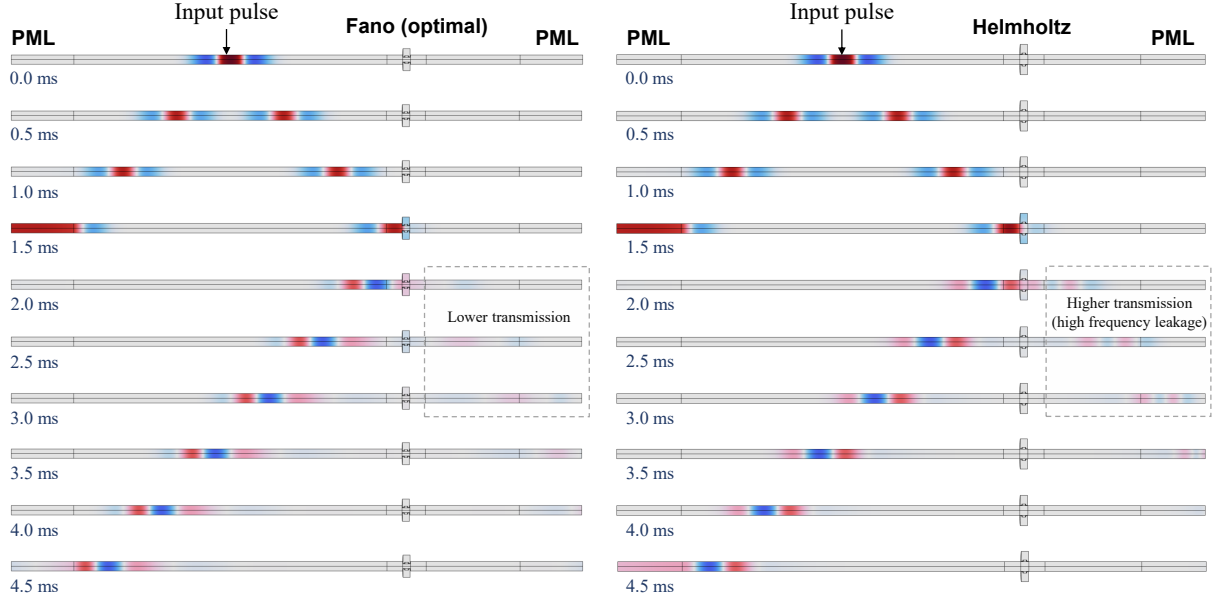 Input pulse
Fano (optimal)
PML
PML
0.0 ms
0.5 ms
1.0 ms
1.5 ms
2.0 ms
Lower transmission
2.5 ms
3.0 ms
3.5 ms
4.0 ms
4.5 ms
Input pulse
Helmholtz
PML
PML
0.0 ms
0.5 ms
1.0 ms
1.5 ms
2.0 ms
Higher transmission
(high frequency leakage)
2.5 ms
3.0 ms
3.5 ms
4.0 ms
4.5 ms